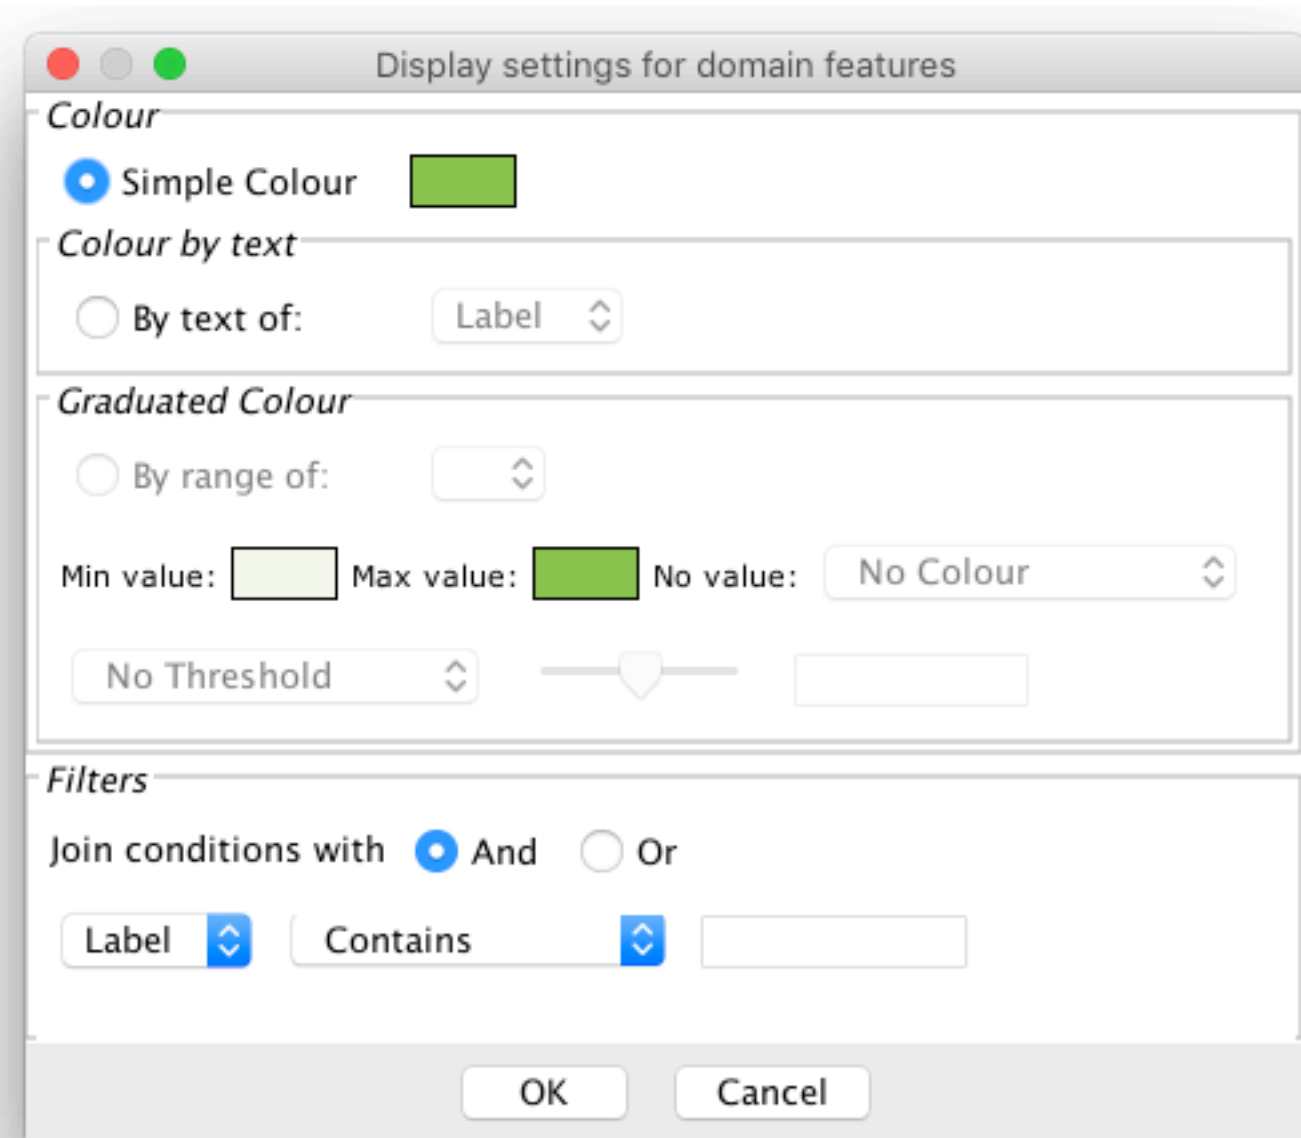 Display settings for domain features
Colour
Simple Colour
Colour by text
By text of: Label
Graduated Colour
By range of:
Min value: Max value: No value: No Colour
No Threshold
Filters
Join conditions with And Or
Label Contains
OK Cancel